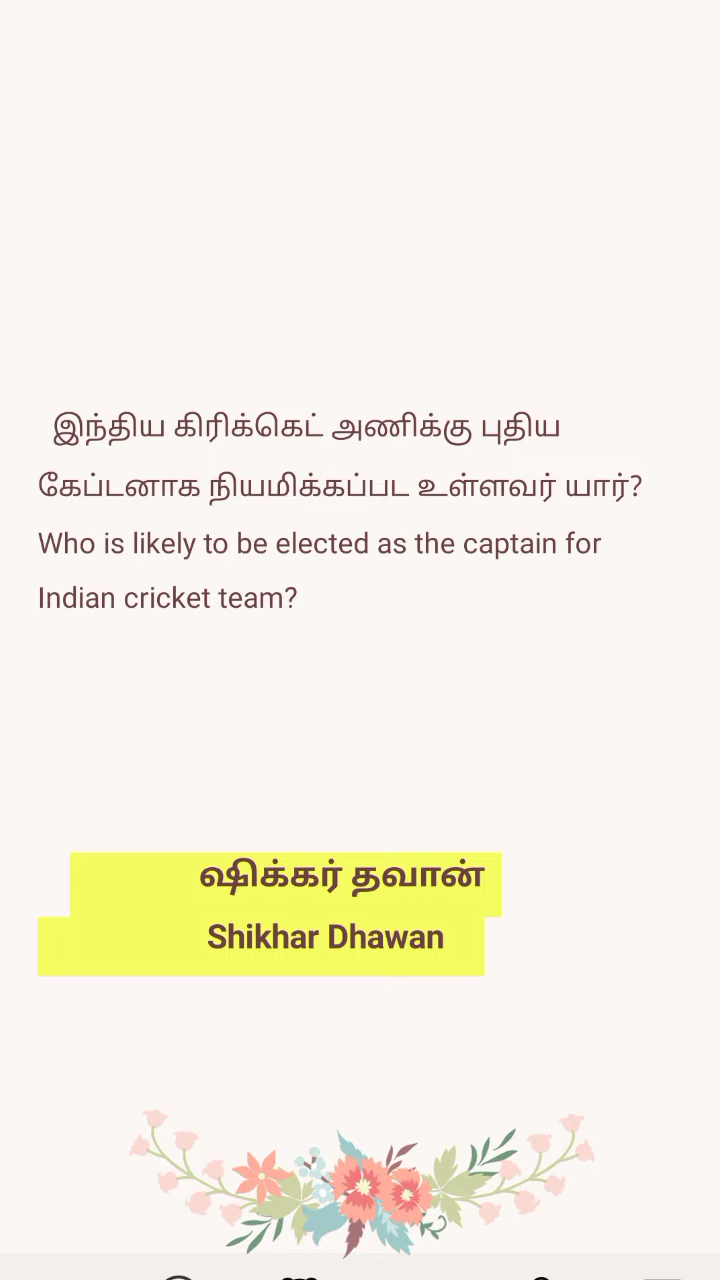 இந்திய கிரிக்கெட் அணிக்கு புதிய
கேப்டனாக நியமிக்கப்பட உள்ளவர் யார்?
Who is likely to be elected as the captain for
Indian cricket team?
ஷிக்கர் தவான்
Shikhar Dhawan